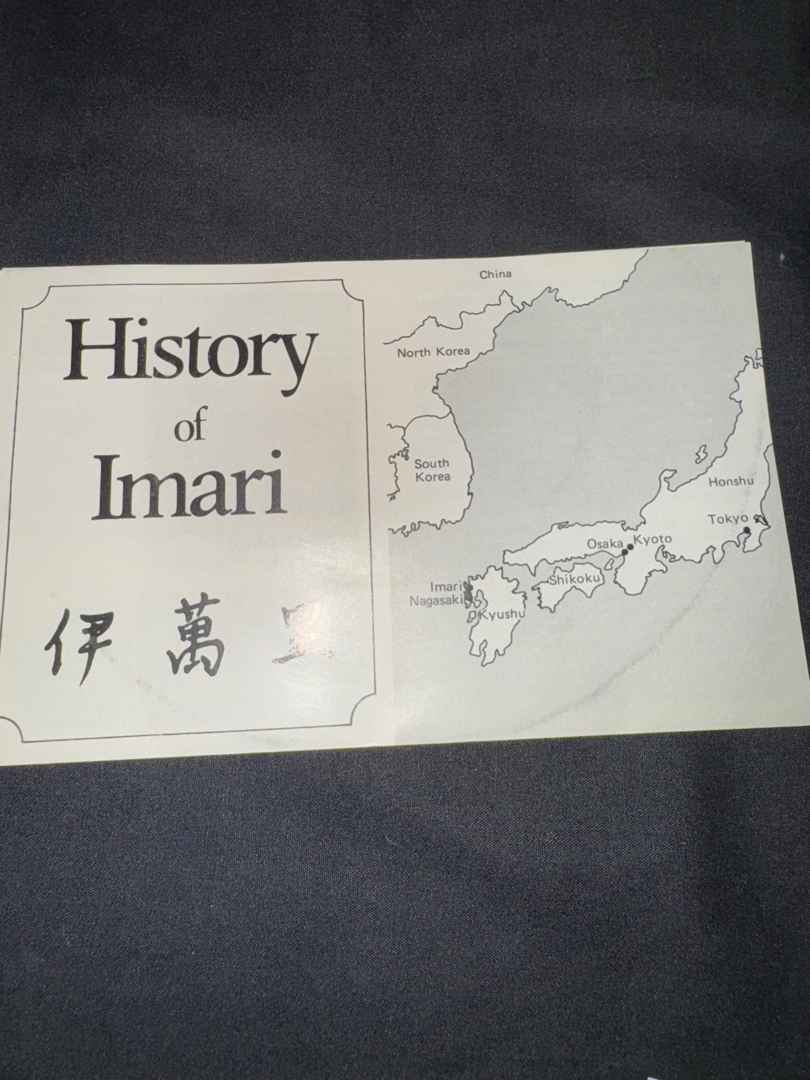 History
of
Imari
伊萬里
China
North Korea
South
Korea
Honshu
Tokyo
Osaka
Kyoto
Shikoku
Imari
Nagasaki
Kyushu